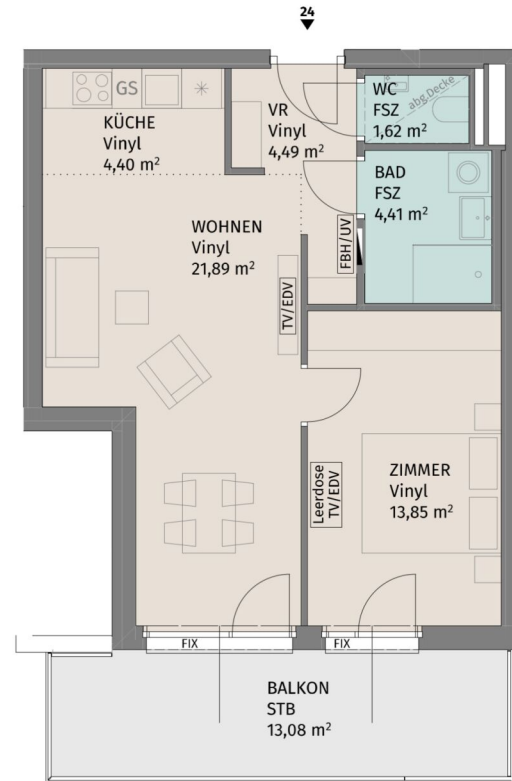 24
GS
KÜCHE
Vinyl
4,40 m²
VR
Vinyl
4,49 m²
WC
FSZ
1,62 m²
abg.Decke
BAD
FSZ
4,41 m²
WOHNEN
Vinyl
21,89 m²
FBH/UV
TV/EDV
Leerdose
TV/EDV
ZIMMER
Vinyl
13,85 m²
FIX
FIX
BALKON
STB
13,08 m²